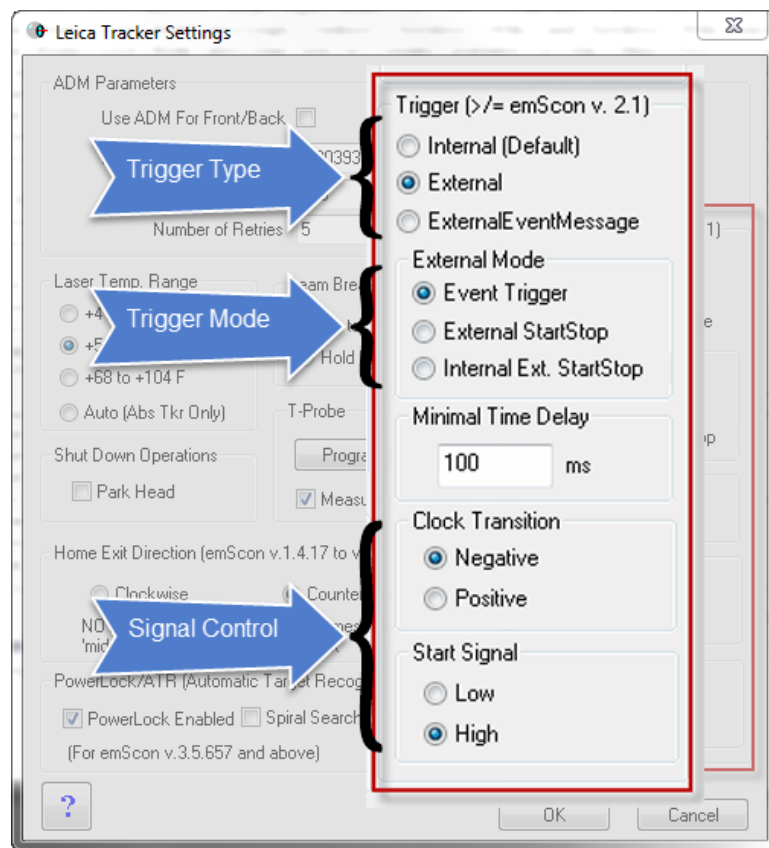 Leica Tracker Settings
ADM Parameters
Use ADM For Front/Back
Number of Retries 5
Laser Temp. Range
+68 to +104 F
Auto (Abs Tkr Only)
Hold
T-Probe
Shut Down Operations
Park Head
Home Exit Direction (emScon v.1.4.17 to v
Clockwise
PowerLock/ATR (Automatic Target Recog
PowerLock Enabled Spiral Search
(For emScon v.3.5.657 and above)
?
OK Cancel
Trigger Type
Trigger Mode
Signal Control
Trigger (>/= emScon v. 2.1)
Internal (Default)
External
ExternalEventMessage
External Mode
Event Trigger
External StartStop
Internal Ext. StartStop
Minimal Time Delay
100 ms
Clock Transition
Negative
Positive
Start Signal
Low
High